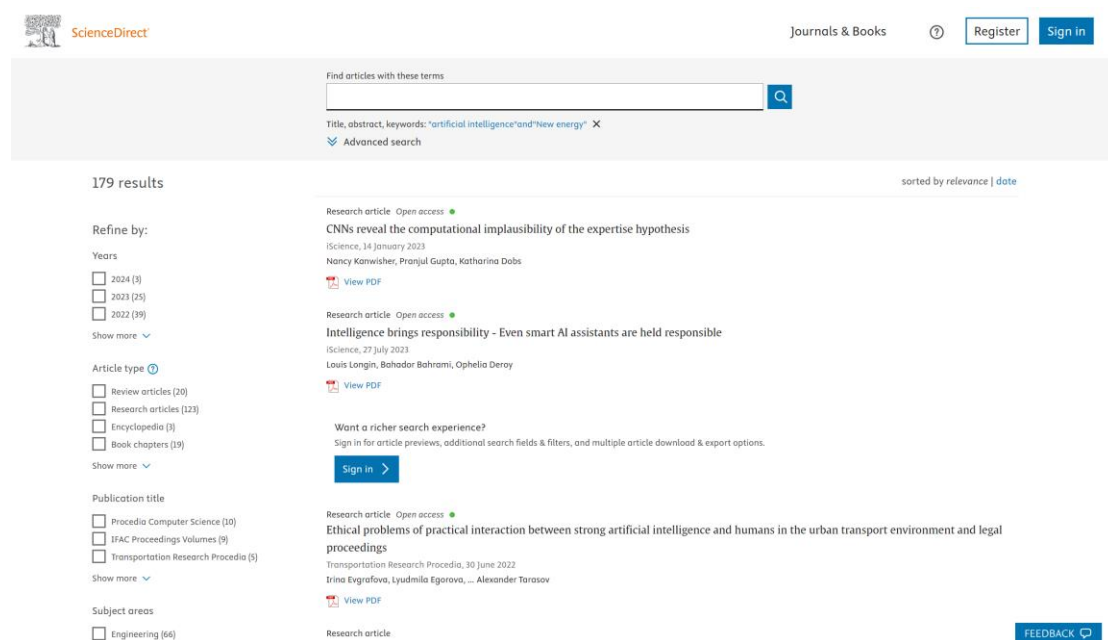 ScienceDirect
Journals & Books
?
Register
Sign in
Find articles with these terms
Title, abstract, keywords: "artificial intelligence"and"New energy" ✕
Advanced search
179 results
sorted by relevance | date
Refine by:
Years
2024 (3)
2023 (25)
2022 (39)
Show more
Article type ?
Review articles (20)
Research articles (123)
Encyclopedia (3)
Book chapters (19)
Show more
Publication title
Procedia Computer Science (10)
IFAC Proceedings Volumes (9)
Transportation Research Procedia (5)
Show more
Subject areas
Engineering (66)
Research article Open access
CNNs reveal the computational implausibility of the expertise hypothesis
iScience, 14 January 2023
Nancy Kanwisher, Pranjul Gupta, Katharina Dobs
View PDF
Research article Open access
Intelligence brings responsibility - Even smart AI assistants are held responsible
iScience, 27 July 2023
Louis Longin, Bahador Bahrami, Ophelia Deroy
View PDF
Want a richer search experience?
Sign in for article previews, additional search fields & filters, and multiple article download & export options.
Sign in
Research article Open access
Ethical problems of practical interaction between strong artificial intelligence and humans in the urban transport environment and legal
proceedings
Transportation Research Procedia, 30 June 2022
Irina Evgrafova, Lyudmila Egorova, ... Alexander Tarasov
View PDF
Research article
FEEDBACK